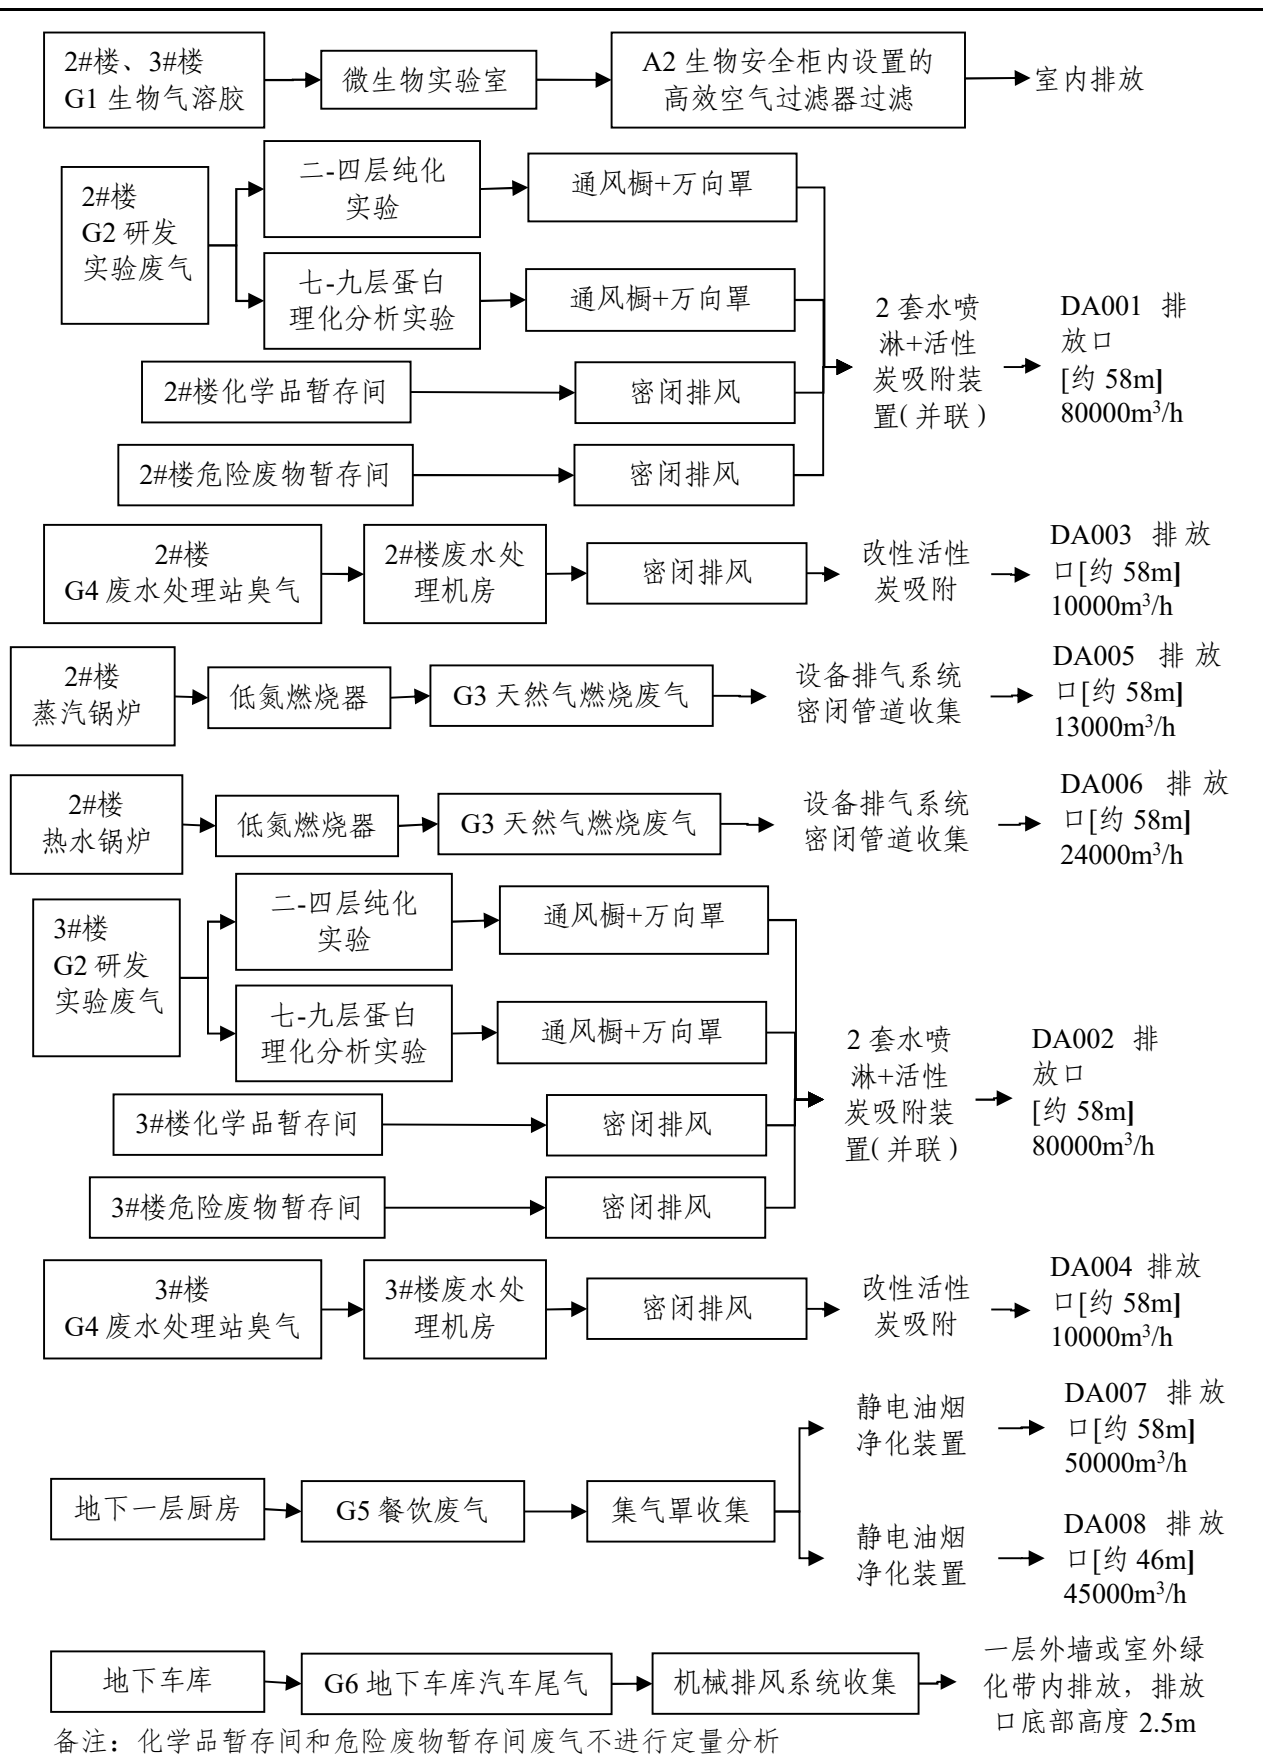 2#楼、3#楼
G1 生物气溶胶
微生物实验室
A2 生物安全柜内设置的
高效空气过滤器过滤
室内排放
2#楼
G2 研发
实验废气
二-四层纯化
实验
通风橱+万向罩
七-九层蛋白
理化分析实验
通风橱+万向罩
2#楼化学品暂存间
密闭排风
2#楼危险废物暂存间
密闭排风
2 套水喷
淋+活性
炭吸附装
置(并联)
DA001 排
放口
[约 58m]
80000m³/h
2#楼
G4 废水处理站臭气
2#楼废水处
理机房
密闭排风
改性活性
炭吸附
DA003 排放
口[约 58m]
10000m³/h
2#楼
蒸汽锅炉
低氮燃烧器
G3 天然气燃烧废气
设备排气系统
密闭管道收集
DA005 排放
口[约 58m]
13000m³/h
2#楼
热水锅炉
低氮燃烧器
G3 天然气燃烧废气
设备排气系统
密闭管道收集
DA006 排放
口[约 58m]
24000m³/h
3#楼
G2 研发
实验废气
二-四层纯化
实验
通风橱+万向罩
七-九层蛋白
理化分析实验
通风橱+万向罩
3#楼化学品暂存间
密闭排风
3#楼危险废物暂存间
密闭排风
2 套水喷
淋+活性
炭吸附装
置(并联)
DA002 排
放口
[约 58m]
80000m³/h
3#楼
G4 废水处理站臭气
3#楼废水处
理机房
密闭排风
改性活性
炭吸附
DA004 排放
口[约 58m]
10000m³/h
地下一层厨房
G5 餐饮废气
集气罩收集
静电油烟
净化装置
DA007 排放
口[约 58m]
50000m³/h
静电油烟
净化装置
DA008 排放
口[约 46m]
45000m³/h
地下车库
G6 地下车库汽车尾气
机械排风系统收集
一层外墙或室外绿
化带内排放，排放
口底部高度 2.5m
备注：化学品暂存间和危险废物暂存间废气不进行定量分析